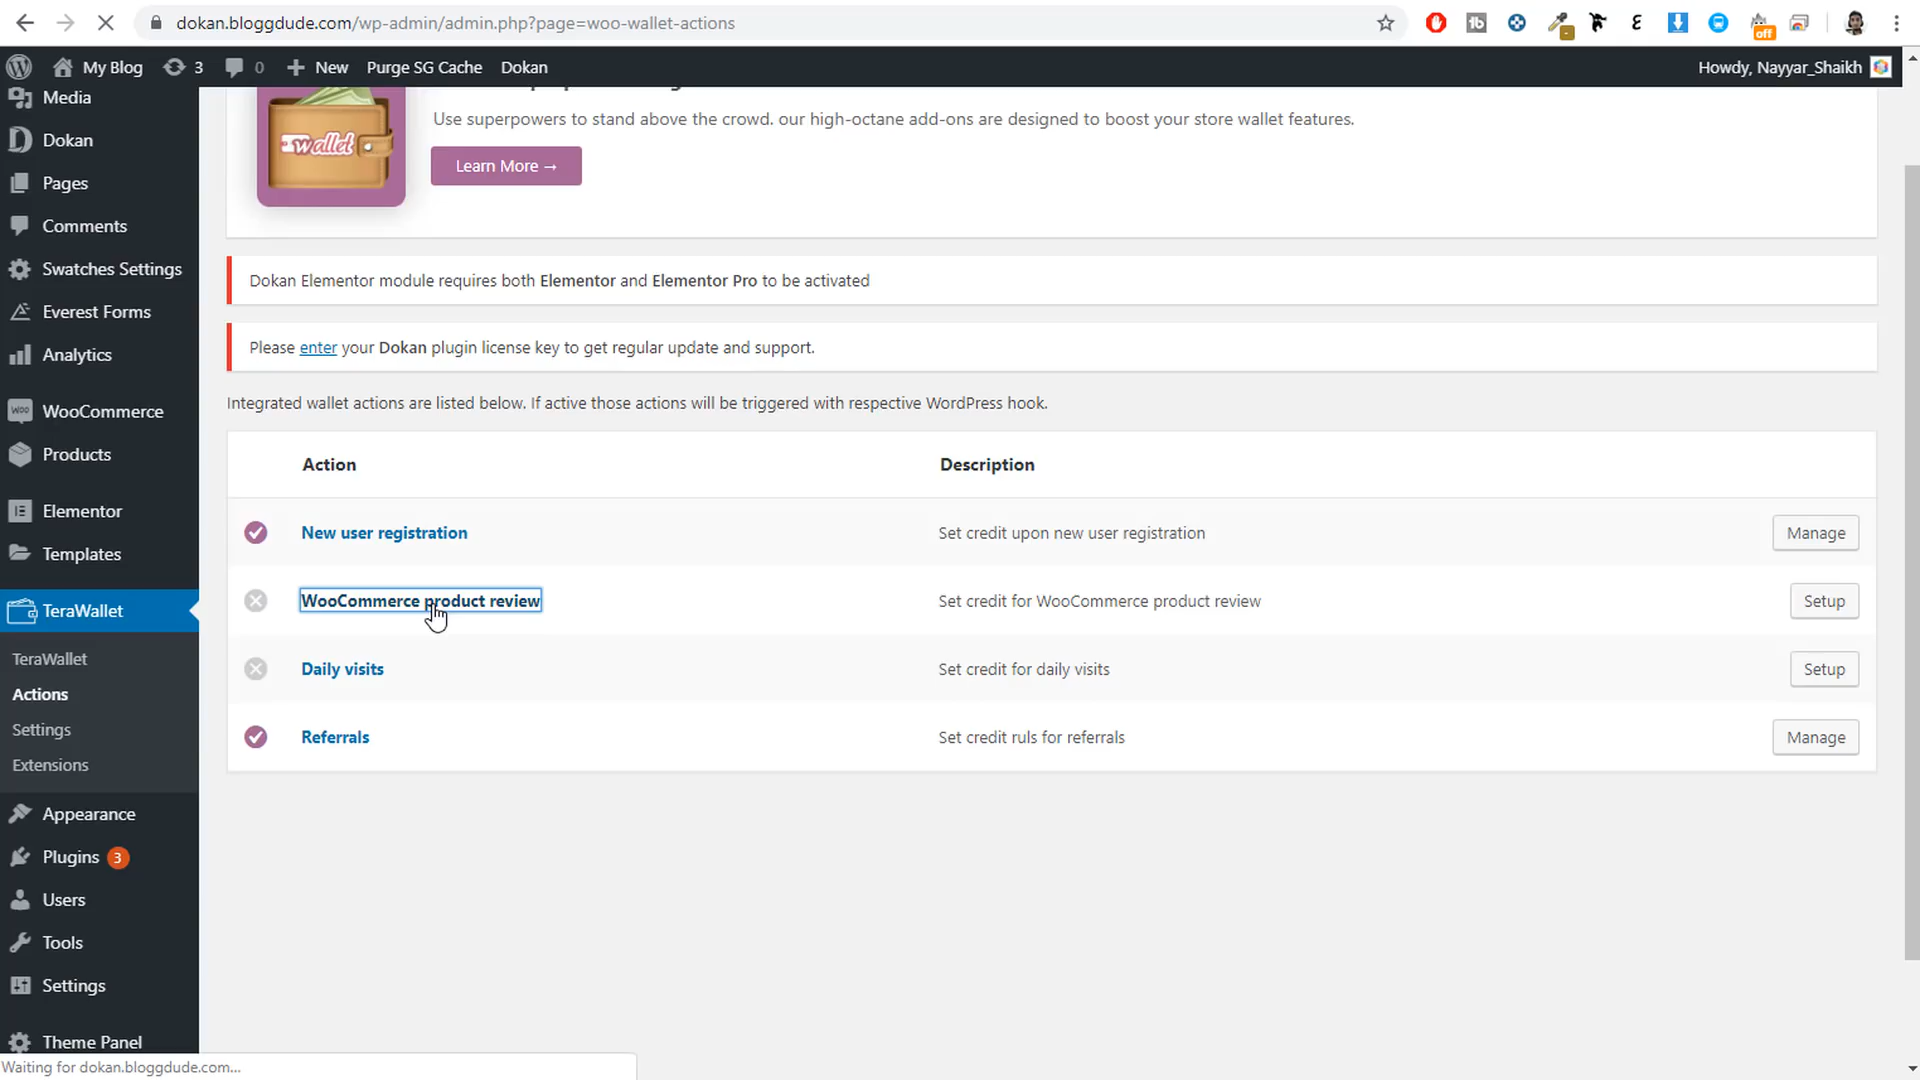 dokan.bloggdude.com/wp-admin/admin.php?page=woo-wallet-actions
off
My Blog 3 0 New Purge SG Cache Dokan Howdy, Nayyar_Shaikh
Media
Dokan
Pages
Comments
Swatches Settings
Everest Forms
Analytics
WooCommerce
Products
Elementor
Templates
TeraWallet
TeraWallet
Actions
Settings
Extensions
Appearance
Plugins 3
Users
Tools
Settings
Theme Panel
wallet
Use superpowers to stand above the crowd. our high-octane add-ons are designed to boost your store wallet features.
Learn More →
Dokan Elementor module requires both Elementor and Elementor Pro to be activated
Please enter your Dokan plugin license key to get regular update and support.
Integrated wallet actions are listed below. If active those actions will be triggered with respective WordPress hook.
Action Description
New user registration Set credit upon new user registration Manage
WooCommerce product review Set credit for WooCommerce product review Setup
Daily visits Set credit for daily visits Setup
Referrals Set credit ruls for referrals Manage
Waiting for dokan.bloggdude.com...